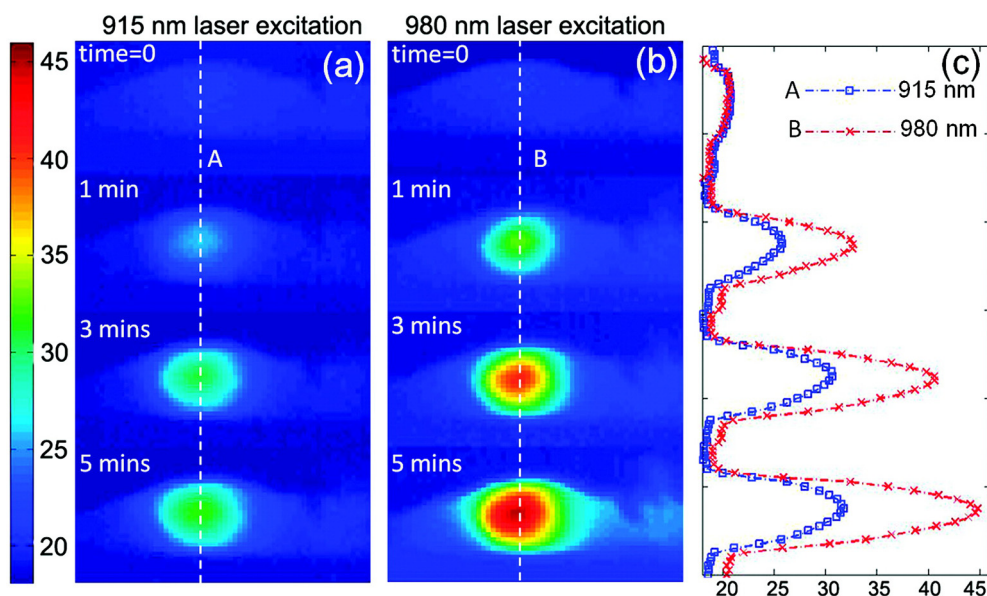 915 nm laser excitation
980 nm laser excitation
45
40
35
30
25
20
time=0
(a)
A
1 min
3 mins
5 mins
time=0
(b)
B
1 min
3 mins
5 mins
(c)
A 915 nm
B 980 nm
20 25 30 35 40 45